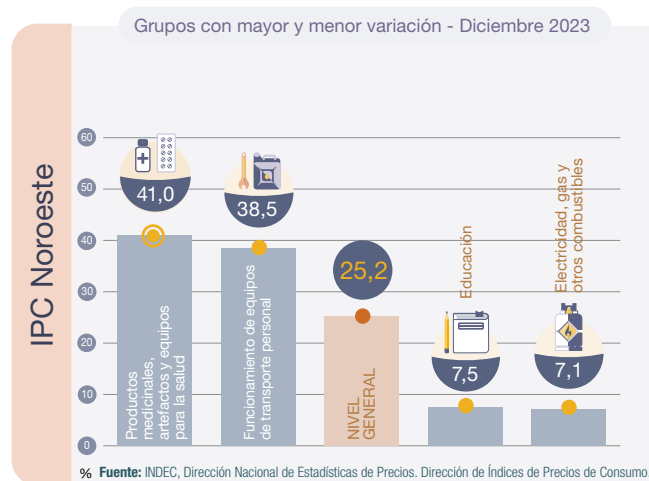 Grupos con mayor y menor variación - Diciembre 2023
IPC Noroeste
60
50
40
30
20
10
0
%
41,0
Productos
medicinales,
artefactos y equipos
para la salud
38,5
Funcionamiento de equipos
de transporte personal
25,2
NIVEL
GENERAL
Educación
7,5
Electricidad, gas y
otros combustibles
7,1
Fuente: INDEC, Dirección Nacional de Estadísticas de Precios. Dirección de Índices de Precios de Consumo.